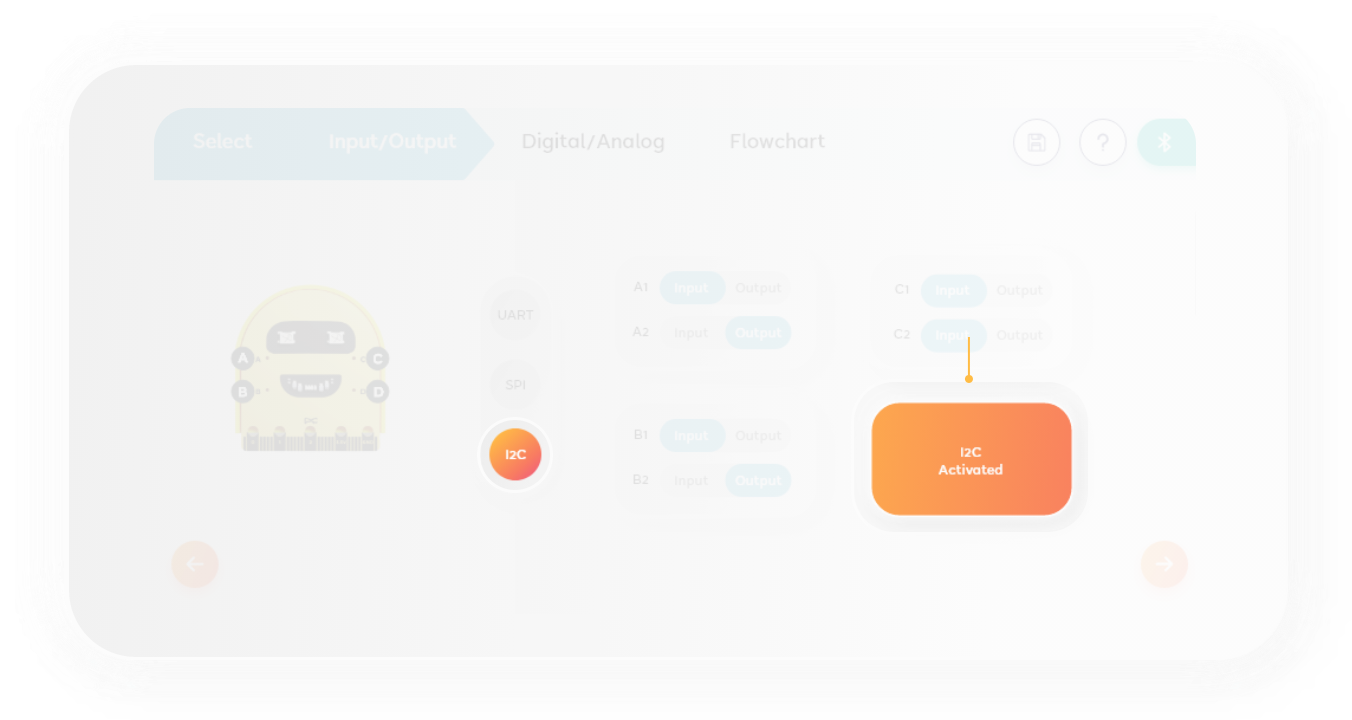 Select
Input/Output
Digital/Analog
Flowchart
?
UART
SPI
I2C
A
B
C
D
A1 Input Output
A2 Input Output
B1 Input Output
B2 Input Output
C1 Input Output
C2 Input Output
I2C
Activated